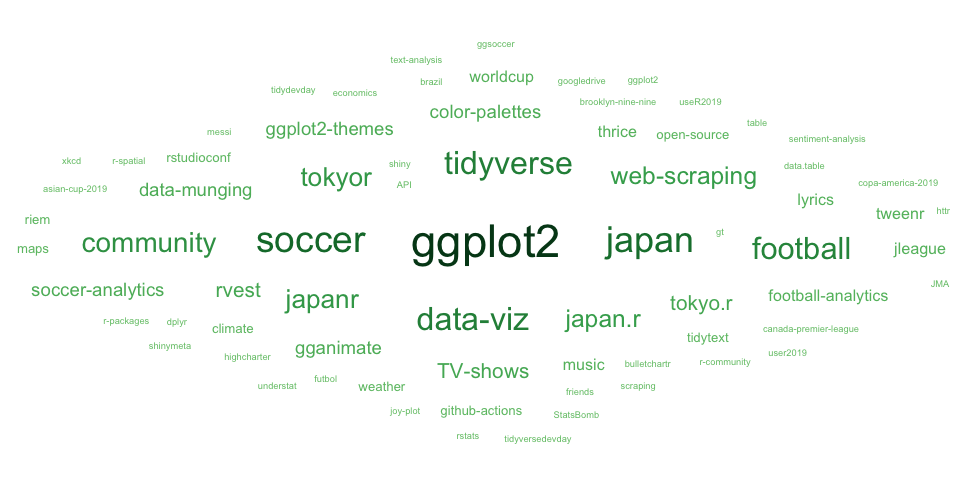 ggsoccer
text-analysis
brazil
worldcup
googledrive
ggplot2
tidydevday
economics
color-palettes
brooklyn-nine-nine
useR2019
messi
ggplot2-themes
thrice
open-source
table
sentiment-analysis
xkcd
r-spatial
rstudioconf
shiny
tidyverse
data.table
asian-cup-2019
data-munging
tokyor
API
web-scraping
copa-america-2019
lyrics
riem
tweenr
httr
maps
community
soccer
ggplot2
japan
gt
football
jleague
soccer-analytics
rvest
japanr
tokyo.r
football-analytics
JMA
r-packages
dplyr
climate
data-viz
japan.r
tidytext
canada-premier-league
shinymeta
highcharter
gganimate
TV-shows
music
bulletchartr
r-community
user2019
understat
futbol
weather
friends
scraping
joy-plot
github-actions
StatsBomb
rstats
tidyversedevday